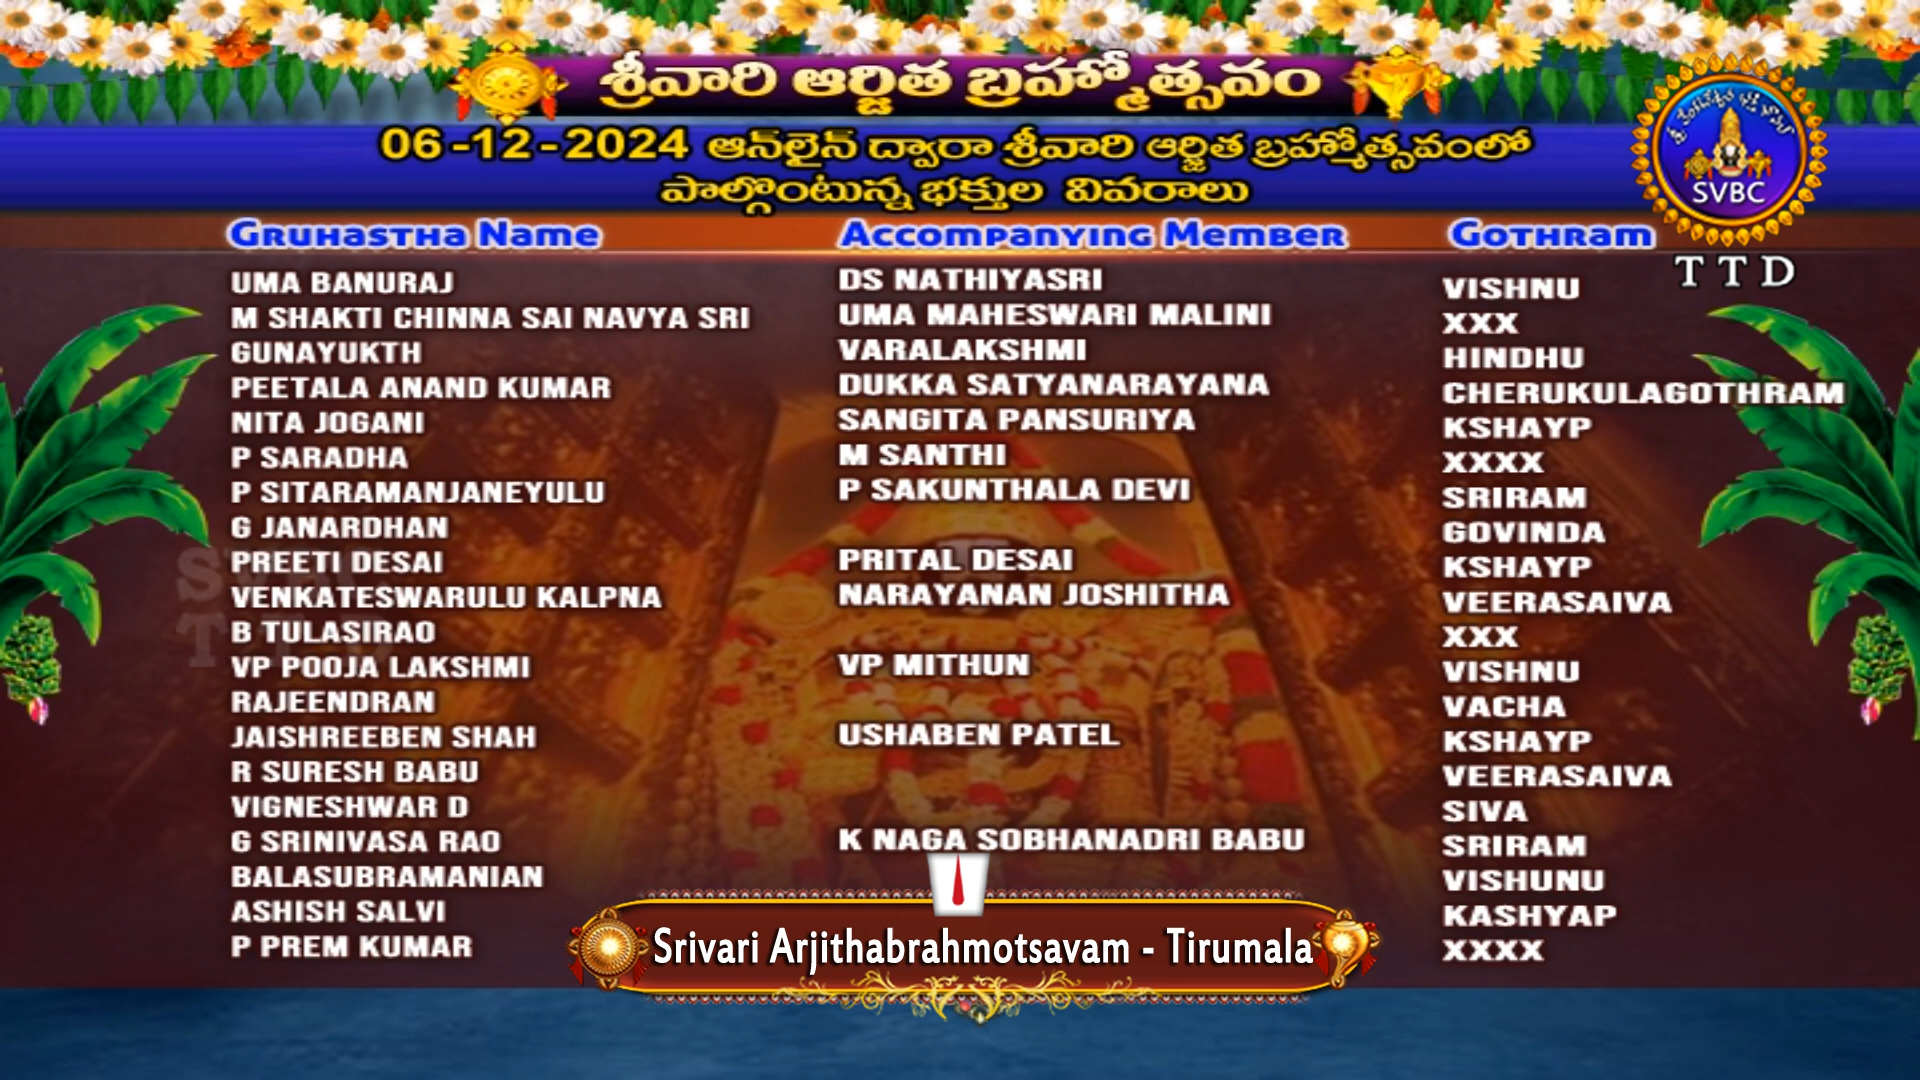 శ్రీవారి ఆర్జిత బ్రహ్మోత్సవం
06-12-2024 ఆన్‌లైన్ ద్వారా శ్రీవారి ఆర్జిత బ్రహ్మోత్సవంలో
పాల్గొంటున్న భక్తుల వివరాలు
శ్రీ వేంకటేశ్వర భక్తి ఛానల్
SVBC
TTD
Gruhastha Name Accompanying Member Gothram
UMA BANURAJ DS NATHIYASRI VISHNU
M SHAKTI CHINNA SAI NAVYA SRI UMA MAHESWARI MALINI XXX
GUNAYUKTH VARALAKSHMI HINDHU
PEETALA ANAND KUMAR DUKKA SATYANARAYANA CHERUKULAGOTHRAM
NITA JOGANI SANGITA PANSURIYA KSHAYP
P SARADHA M SANTHI XXXX
P SITARAMANJANEYULU P SAKUNTHALA DEVI SRIRAM
G JANARDHAN GOVINDA
PREETI DESAI PRITAL DESAI KSHAYP
VENKATESWARULU KALPNA NARAYANAN JOSHITHA VEERASAIVA
B TULASIRAO XXX
VP POOJA LAKSHMI VP MITHUN VISHNU
RAJEENDRAN VACHA
JAISHREEBEN SHAH USHABEN PATEL KSHAYP
R SURESH BABU VEERASAIVA
VIGNESHWAR D SIVA
G SRINIVASA RAO K NAGA SOBHANADRI BABU SRIRAM
BALASUBRAMANIAN VISHUNU
ASHISH SALVI KASHYAP
P PREM KUMAR XXXX
Srivari Arjithabrahmotsavam - Tirumala